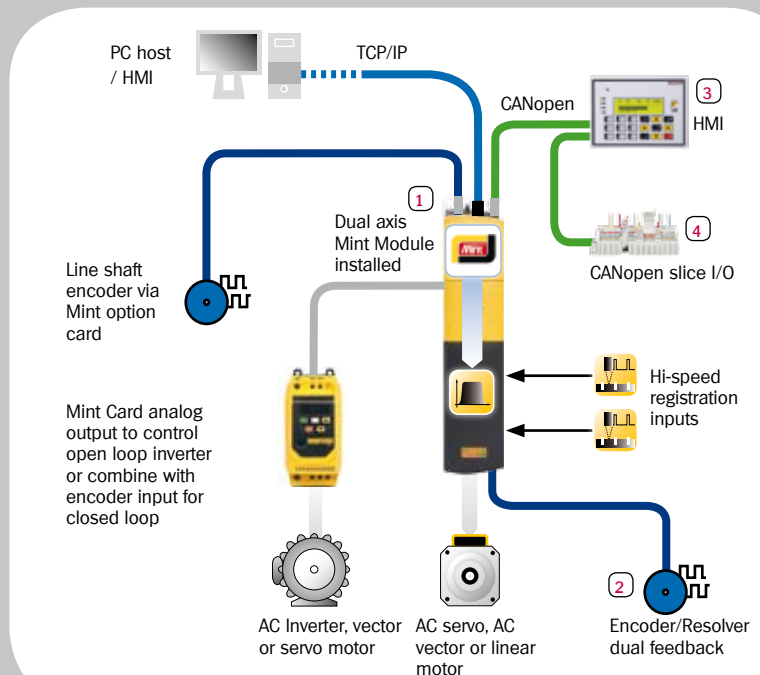 PC host
/ HMI
TCP/IP
CANopen
3
HMI
1
Dual axis
Mint Module
installed
Mint
4
CANopen slice I/O
Line shaft
encoder via
Mint option
card
Hi-speed
registration
inputs
Mint Card analog
output to control
open loop inverter
or combine with
encoder input for
closed loop
2
AC Inverter, vector
or servo motor
AC servo, AC
vector or linear
motor
Encoder/Resolver
dual feedback